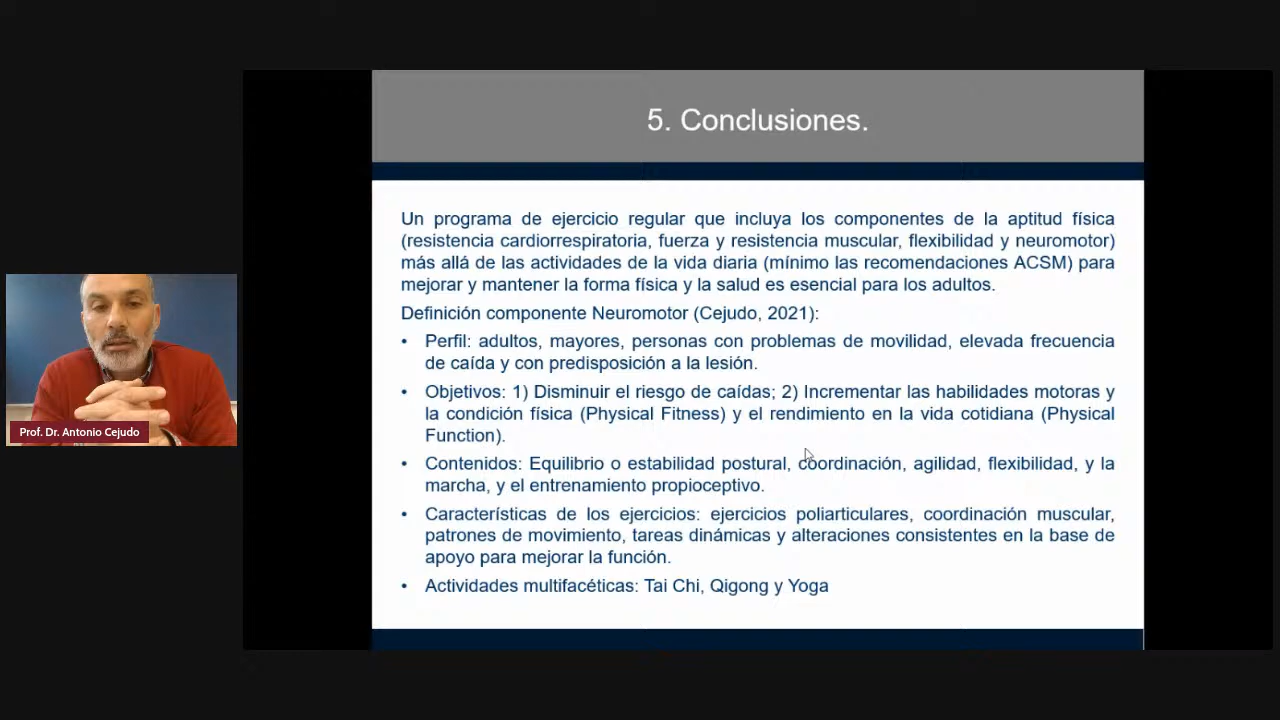 5. Conclusiones.
Un programa de ejercicio regular que incluya los componentes de la aptitud física
(resistencia cardiorrespiratoria, fuerza y resistencia muscular, flexibilidad y neuromotor)
más allá de las actividades de la vida diaria (mínimo las recomendaciones ACSM) para
mejorar y mantener la forma física y la salud es esencial para los adultos.
Definición componente Neuromotor (Cejudo, 2021):
• Perfil: adultos, mayores, personas con problemas de movilidad, elevada frecuencia
de caída y con predisposición a la lesión.
• Objetivos: 1) Disminuir el riesgo de caídas; 2) Incrementar las habilidades motoras y
la condición física (Physical Fitness) y el rendimiento en la vida cotidiana (Physical
Function).
• Contenidos: Equilibrio o estabilidad postural, coordinación, agilidad, flexibilidad, y la
marcha, y el entrenamiento propioceptivo.
• Características de los ejercicios: ejercicios poliarticulares, coordinación muscular,
patrones de movimiento, tareas dinámicas y alteraciones consistentes en la base de
apoyo para mejorar la función.
• Actividades multifacéticas: Tai Chi, Qigong y Yoga
Prof. Dr. Antonio Cejudo